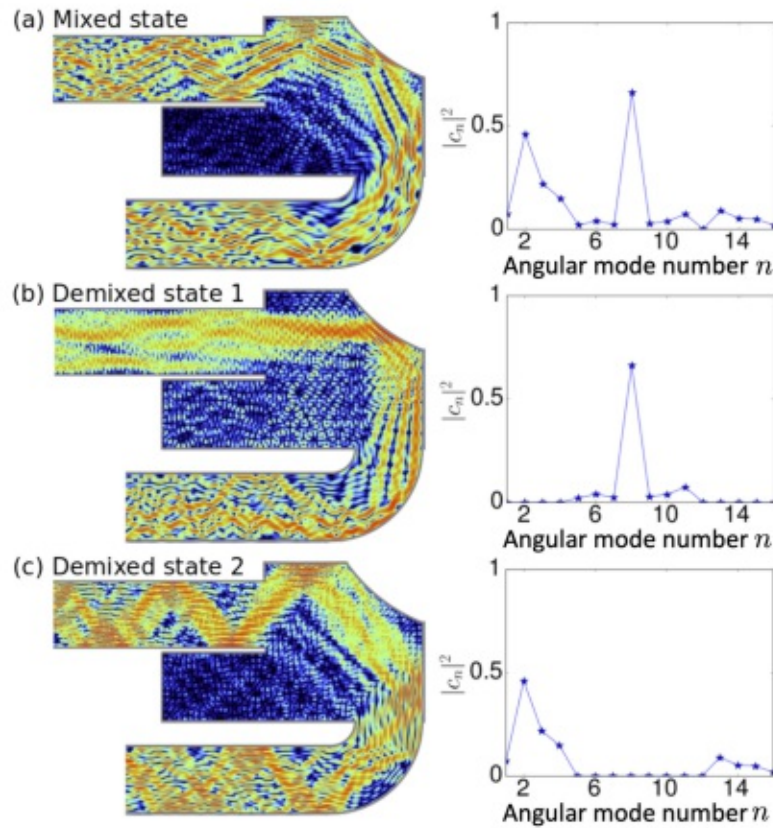 (a) Mixed state
1
0.5
0
|cₙ|²
2 6 10 14
Angular mode number n
(b) Demixed state 1
1
0.5
0
|cₙ|²
2 6 10 14
Angular mode number n
(c) Demixed state 2
1
0.5
0
|cₙ|²
2 6 10 14
Angular mode number n